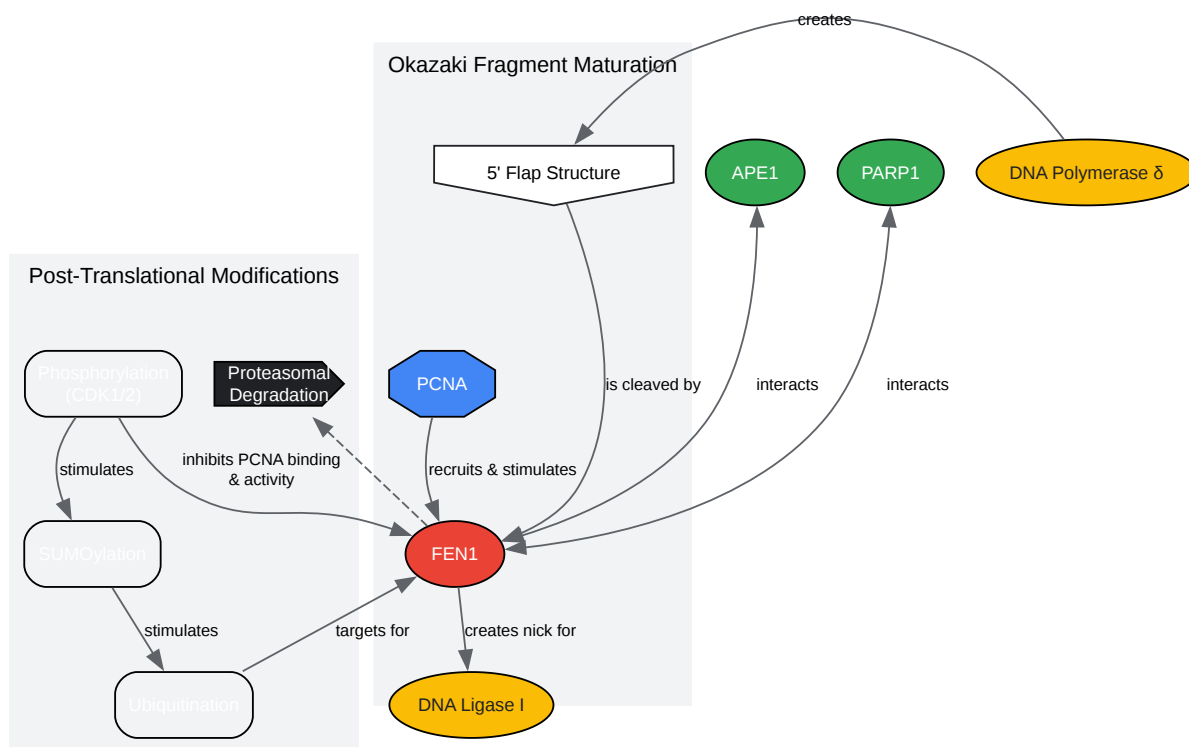 creates
Okazaki Fragment Maturation
5' Flap Structure
APE1
PARP1
DNA Polymerase δ
Post-Translational Modifications
Phosphorylation
(CDK1/2)
Proteasomal
Degradation
PCNA
is cleaved by
interacts
interacts
stimulates
inhibits PCNA binding
& activity
recruits & stimulates
SUMOylation
FEN1
stimulates
targets for
creates nick for
Ubiquitination
DNA Ligase I